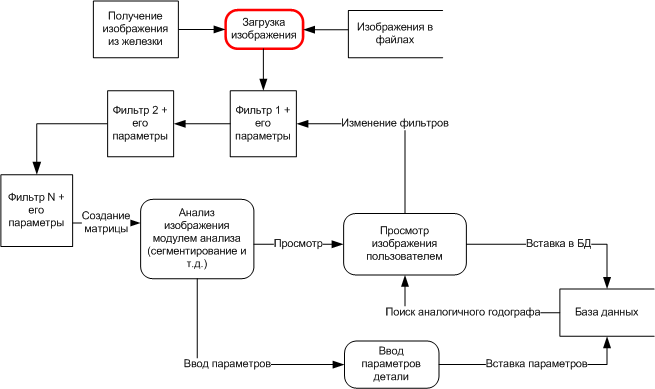 Получение
изображения
из железки
Загрузка
изображения
Изображения в
файлах
Фильтр 2 +
его
параметры
Фильтр 1 +
его
параметры
Изменение фильтров
Фильтр N +
его
параметры
Создание
матрицы
Анализ
изображения
модулем анализа
(сегментирование и
т.д.)
Просмотр
Просмотр
изображения
пользователем
Вставка в БД
Поиск аналогичного годографа
База данных
Ввод параметров
Ввод
параметров
детали
Вставка параметров